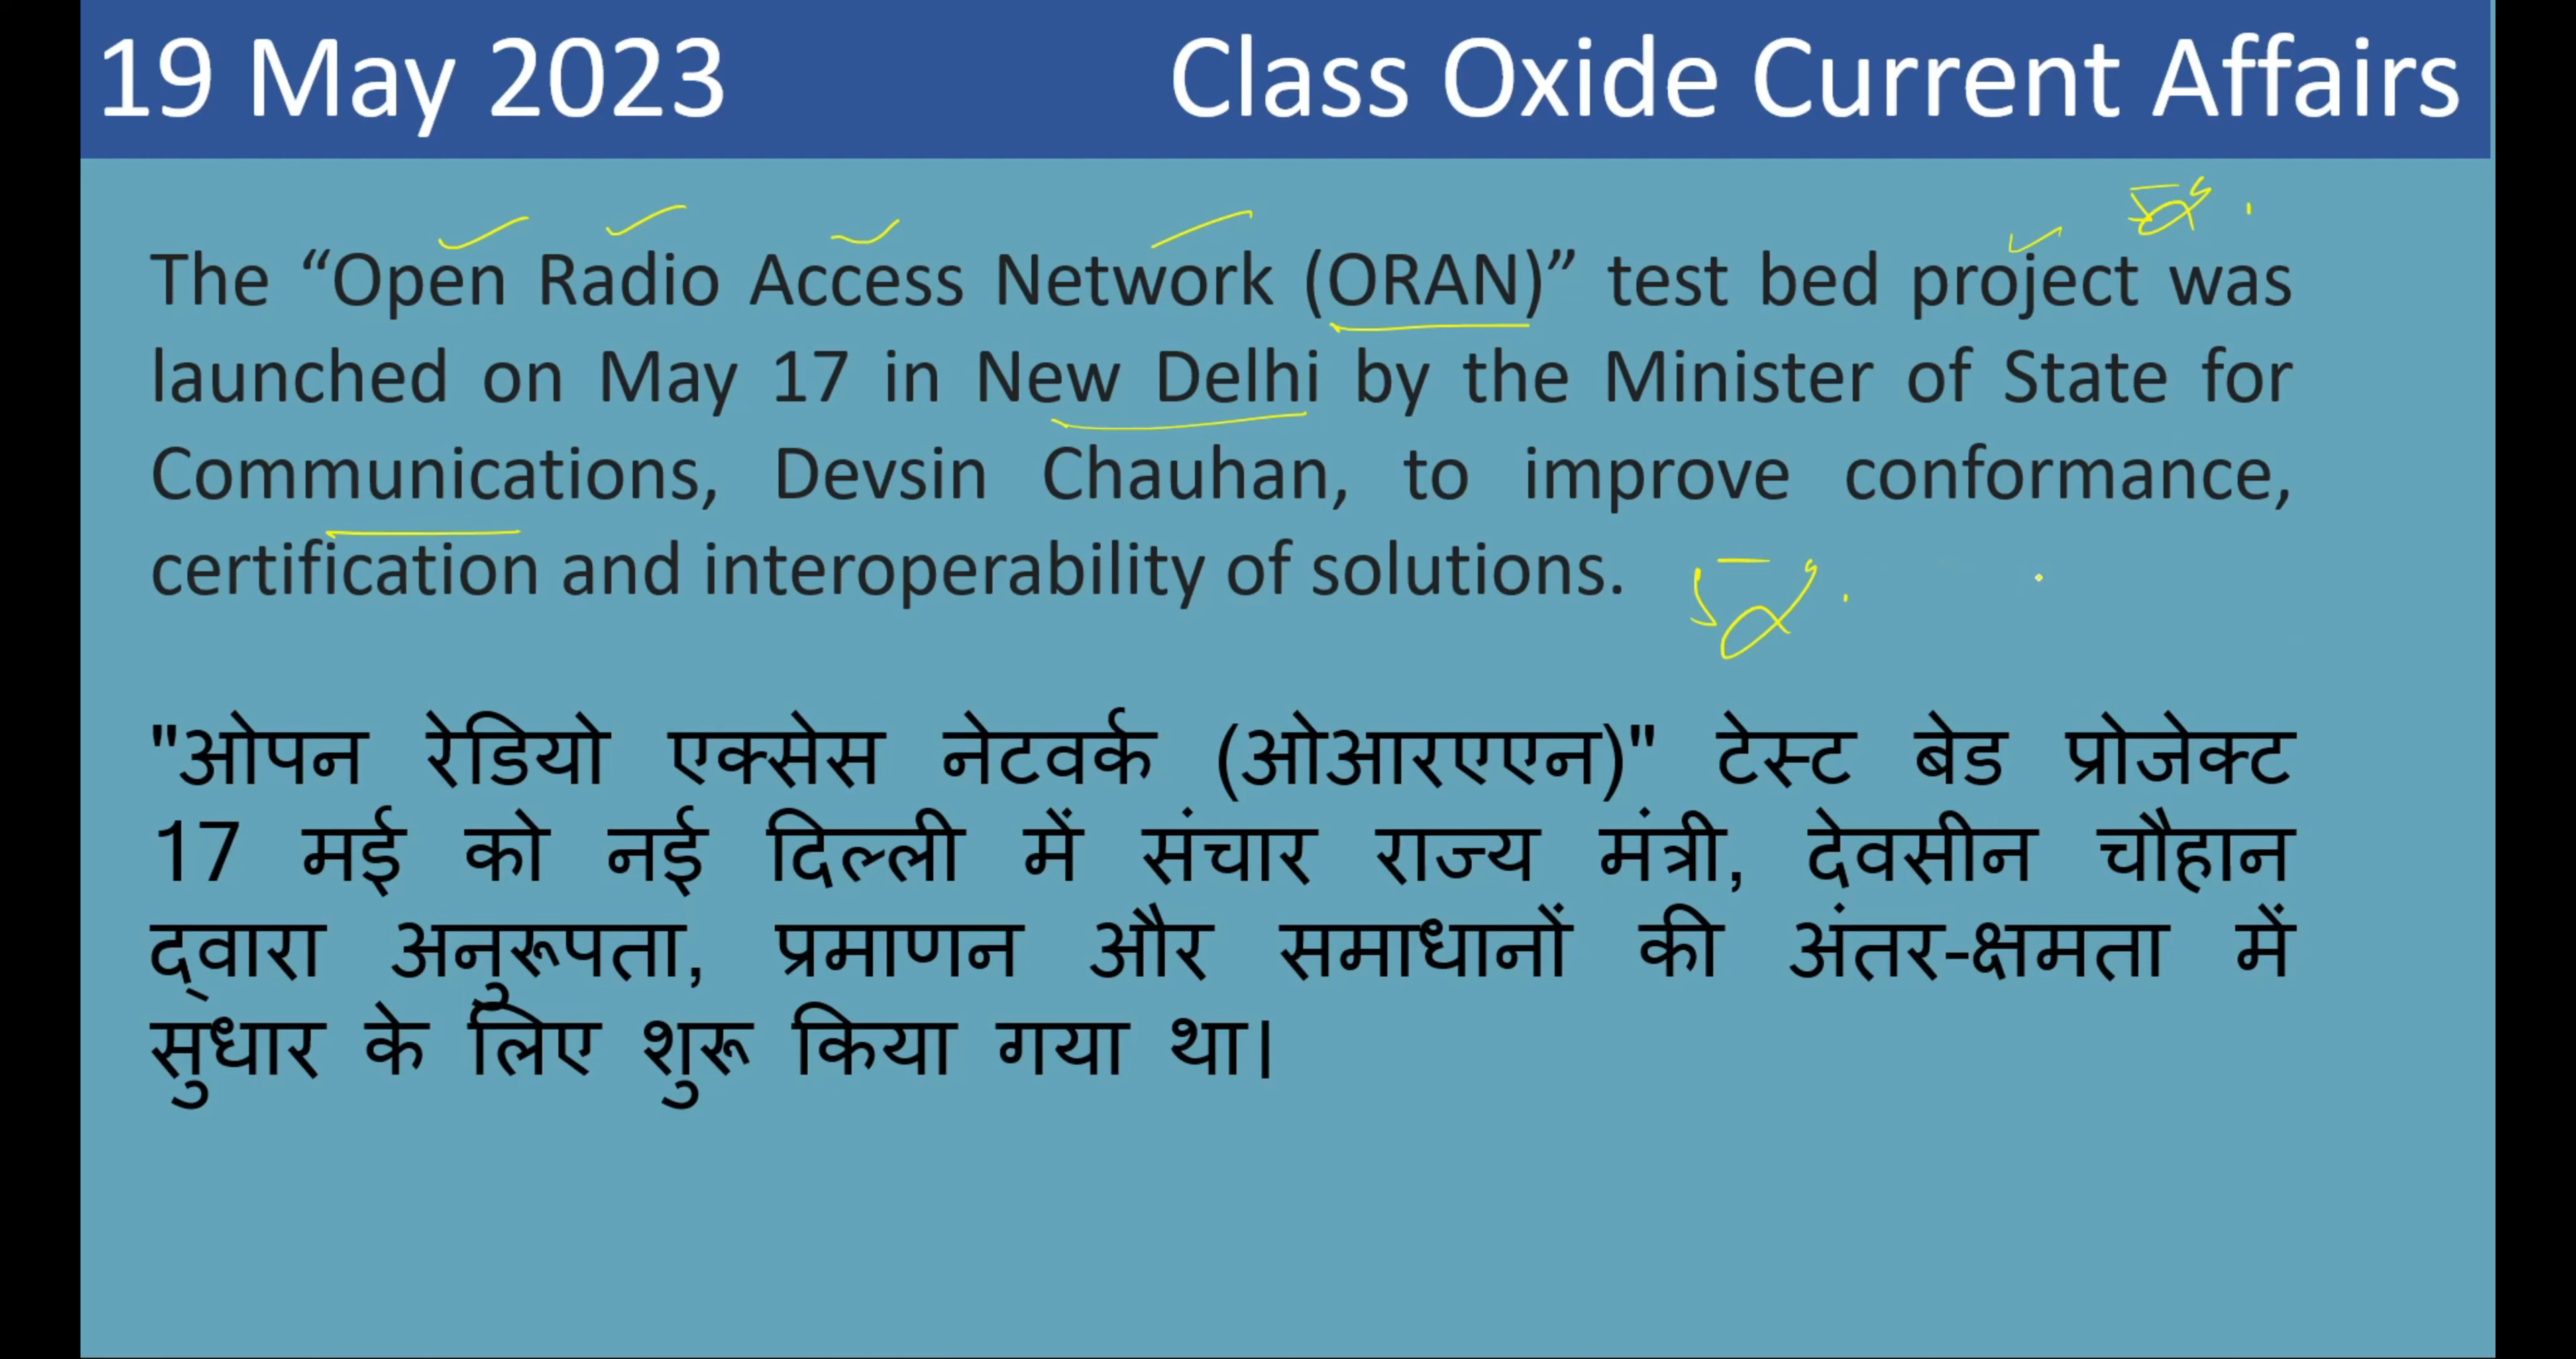 19 May 2023 Class Oxide Current Affairs
The “Open Radio Access Network (ORAN)” test bed project was
launched on May 17 in New Delhi by the Minister of State for
Communications, Devsin Chauhan, to improve conformance,
certification and interoperability of solutions.
"ओपन रेडियो एक्सेस नेटवर्क (ओआरएएन)" टेस्ट बेड प्रोजेक्ट
17 मई को नई दिल्ली में संचार राज्य मंत्री, देवसीन चौहान
द्वारा अनुरूपता, प्रमाणन और समाधानों की अंतर-क्षमता में
सुधार के लिए शुरू किया गया था।